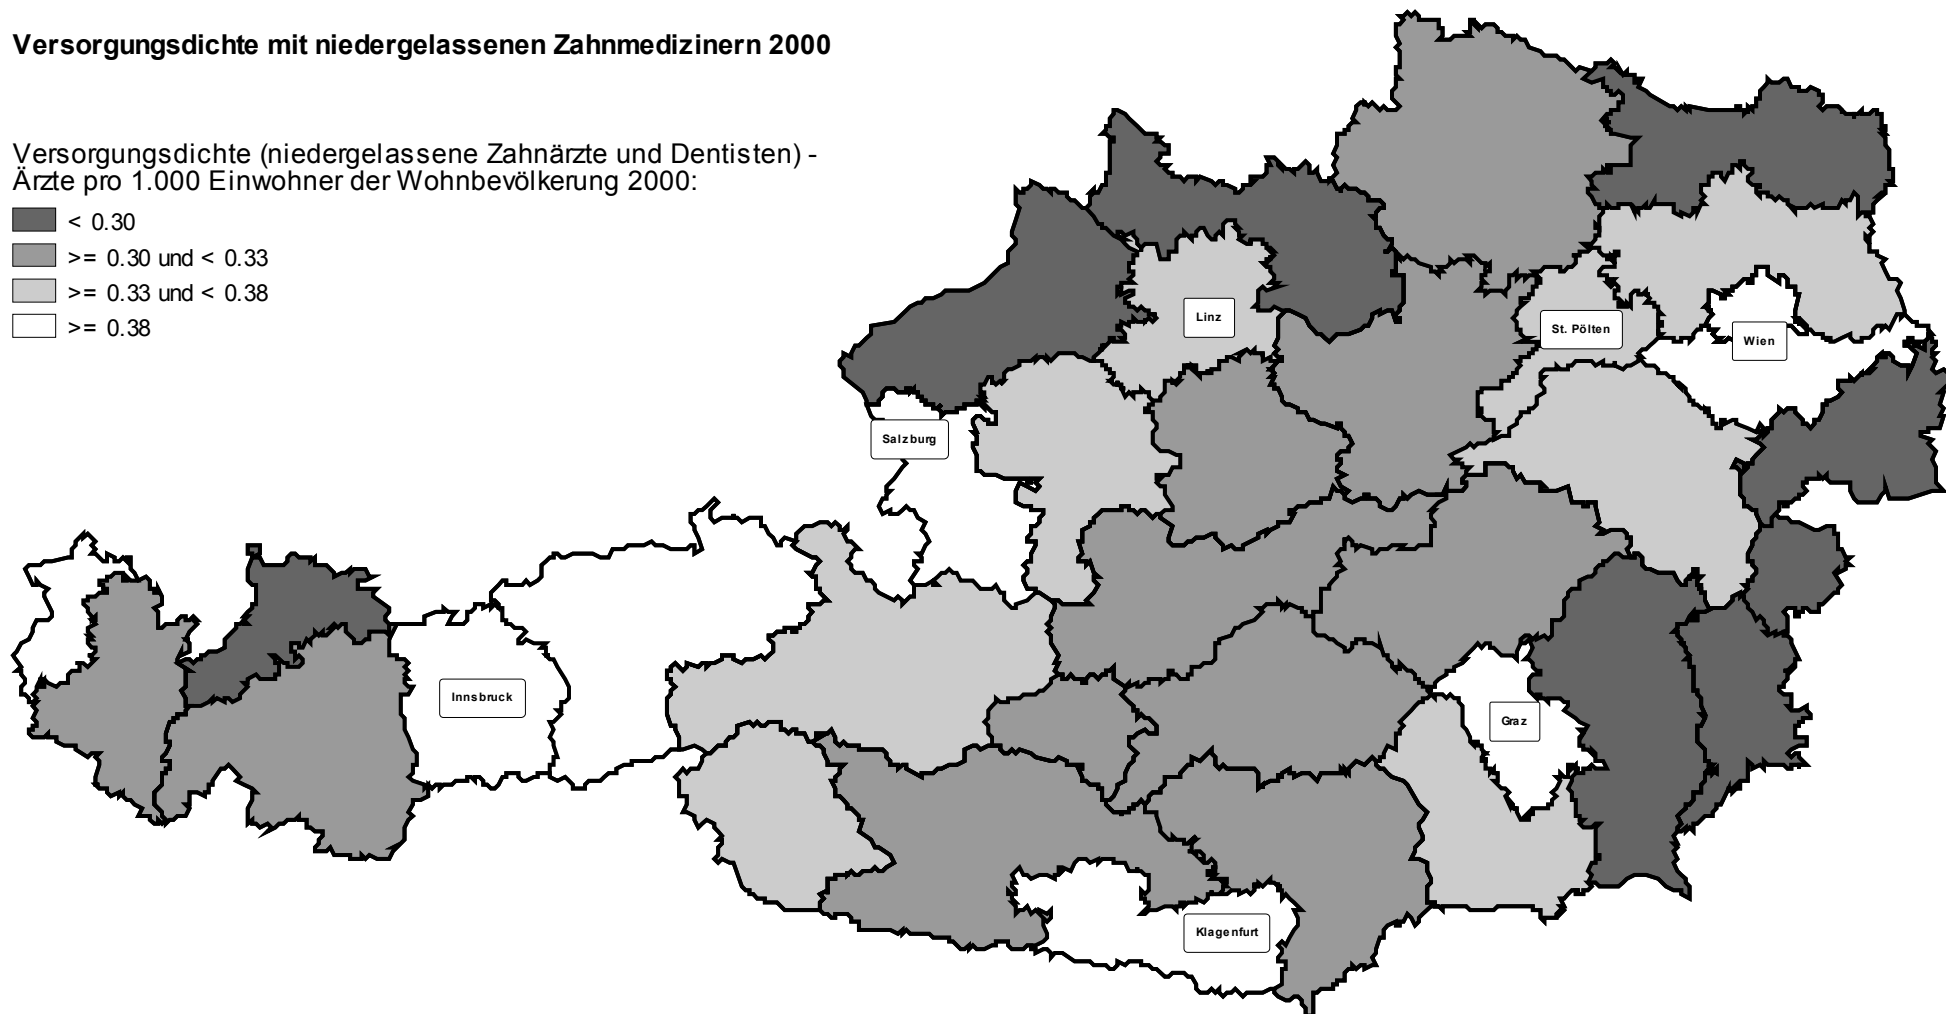 Versorgungsdichte mit niedergelassenen Zahnmedizinern 2000
Versorgungsdichte (niedergelassene Zahnärzte und Dentisten) -
Ärzte pro 1.000 Einwohner der Wohnbevölkerung 2000:
< 0.30
>= 0.30 und < 0.33
>= 0.33 und < 0.38
>= 0.38
Linz
St. Pölten
Wien
Salzburg
Innsbruck
Graz
Klagenfurt